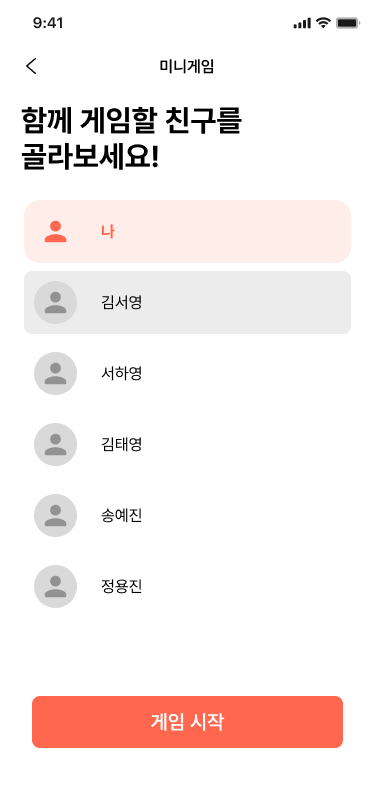 9:41
미니게임
함께 게임할 친구를
골라보세요!
나
김서영
서하영
김태영
송예진
정용진
게임 시작